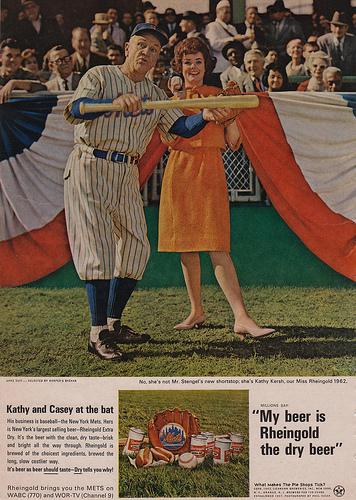 No, she's not Mr. Stengel's new shortstop; she's Kathy Kersh, our Miss Rheingold 1962.
Kathy and Casey at the bat
His business is baseball—the New York Mets. Hers
is New York's largest selling beer—Rheingold Extra
Dry. It's the beer with the clean, dry taste—brisk
and bright all the way through. Rheingold is
brewed of the choicest ingredients, brewed the
long, slow costlier way.
It's beer as beer should taste—Dry tells you why!
Rheingold brings you the METS on
WABC (770) and WOR-TV (Channel 9)
MILLIONS SAY:
"My beer is
Rheingold
the dry beer"
What makes The Pie Shops Tick?